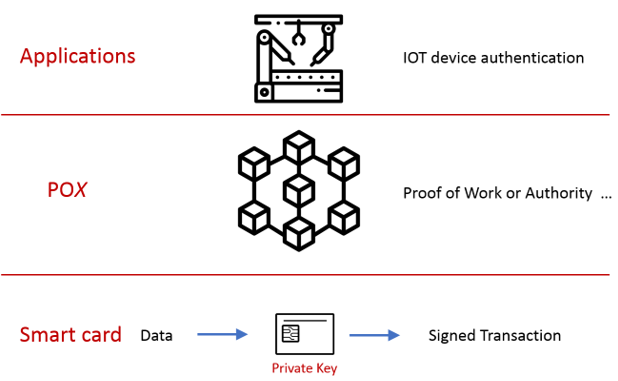 Applications
IOT device authentication
POX
Proof of Work or Authority ...
Smart card
Data
Signed Transaction
Private Key